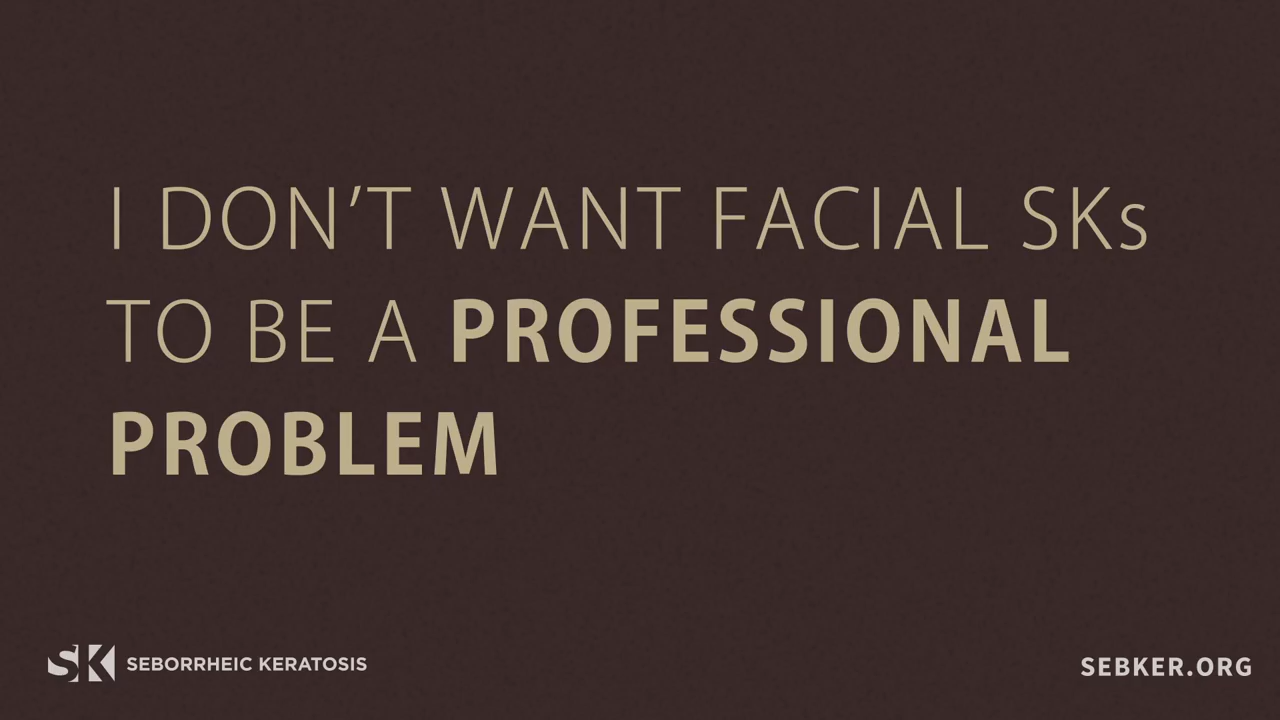 I DON'T WANT FACIAL SKs
TO BE A PROFESSIONAL
PROBLEM
SK SEBORRHEIC KERATOSIS
SEBKER.ORG